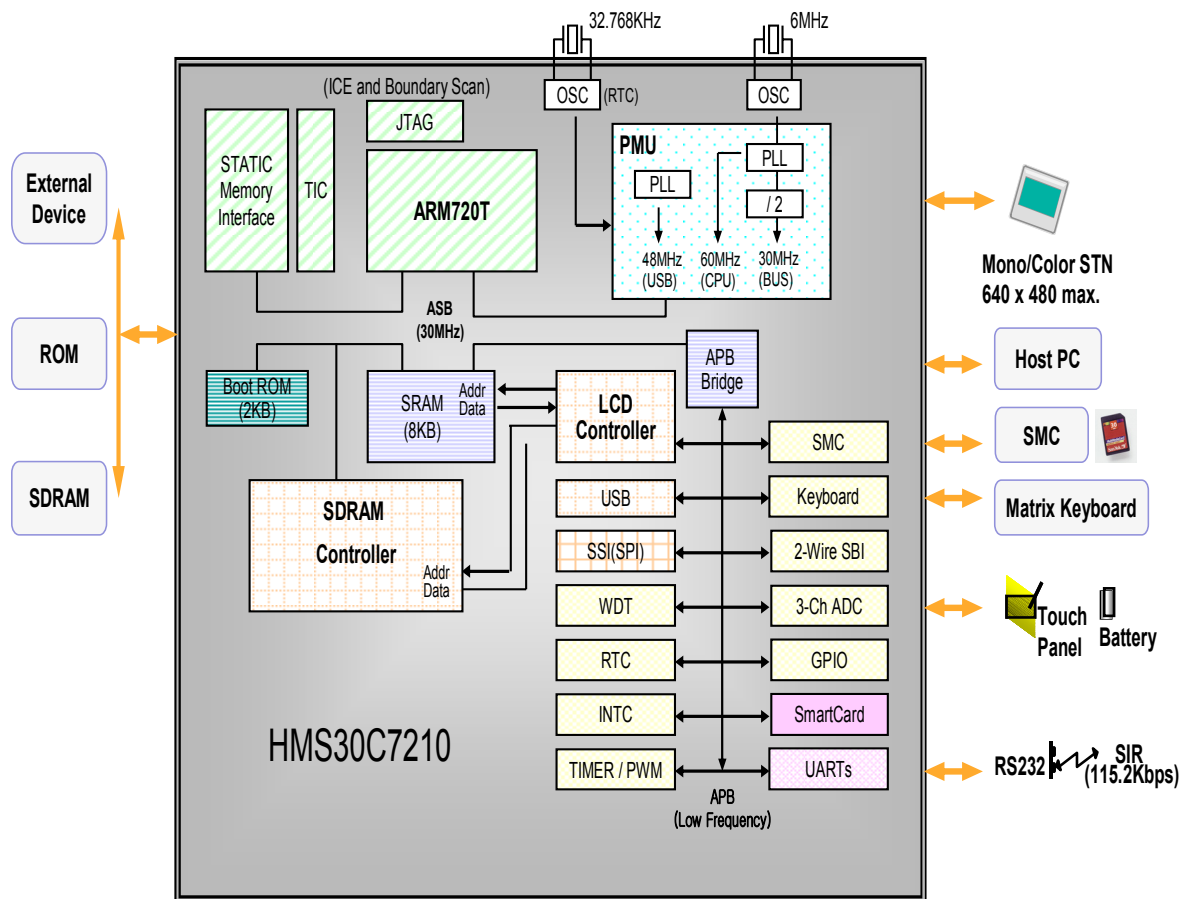 32.768KHz
6MHz
(ICE and Boundary Scan)
OSC
(RTC)
OSC
JTAG
STATIC
Memory
Interface
TIC
ARM720T
PMU
PLL
PLL
/ 2
48MHz
(USB)
60MHz
(CPU)
30MHz
(BUS)
External
Device
ROM
SDRAM
ASB
(30MHz)
Boot ROM
(2KB)
SRAM
(8KB)
Addr
Data
LCD
Controller
APB
Bridge
SDRAM
Controller
Addr
Data
SMC
USB
Keyboard
SSI(SPI)
2-Wire SBI
WDT
3-Ch ADC
RTC
GPIO
INTC
SmartCard
TIMER / PWM
UARTs
APB
(Low Frequency)
HMS30C7210
Mono/Color STN
640 x 480 max.
Host PC
SMC
Matrix Keyboard
Touch
Panel
Battery
RS232
SIR
(115.2Kbps)